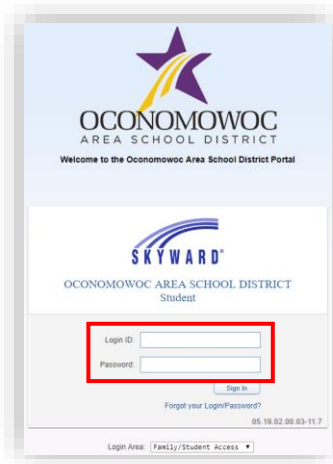 OCONOMOWOC
AREA SCHOOL DISTRICT
Welcome to the Oconomowoc Area School District Portal
SKYWARD®
OCONOMOWOC AREA SCHOOL DISTRICT
Student
Login ID:
Password:
Sign In
Forgot your Login/Password?
05.19.02.00.03-11.7
Login Area: Family/Student Access ▼